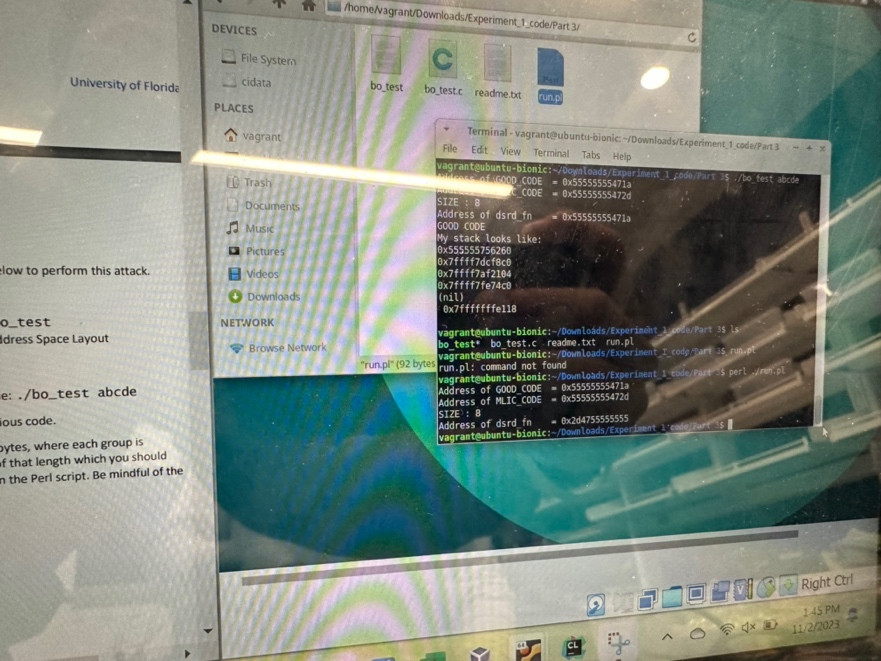 University of Florida
elow to perform this attack.
o_test
ddress Space Layout
e: ./bo_test abcde
ious code.
bytes, where each group is
of that length which you should
n the Perl script. Be mindful of the
/home/vagrant/Downloads/Experiment_1_code/Part 3/
DEVICES
File System
cidata
PLACES
vagrant
Trash
Documents
Music
Pictures
Videos
Downloads
NETWORK
Browse Network
bo_test
bo_test.c
readme.txt
run.pl
"run.pl" (92 bytes
Terminal - vagrant@ubuntu-bionic: ~/Downloads/Experiment_1_code/Part 3
File Edit View Terminal Tabs Help
vagrant@ubuntu-bionic:~/Downloads/Experiment_1_code/Part 3$ ./bo_test abcde
of GOOD_CODE = 0x55555555471a
_CODE = 0x55555555472d
SIZE : 8
Address of dsrd_fn = 0x55555555471a
GOOD CODE
My stack looks like:
0x555555756260
0x7ffff7dcf8c0
0x7ffff7af2104
0x7ffff7fe74c0
(nil)
0x7fffffffe118
vagrant@ubuntu-bionic:~/Downloads/Experiment_1_code/Part 3$ ls
bo_test* bo_test.c readme.txt run.pl
vagrant@ubuntu-bionic:~/Downloads/Experiment_1_code/Part 3$ run.pl
run.pl: command not found
vagrant@ubuntu-bionic:~/Downloads/Experiment_1_code/Part 3$ perl ./run.pl
Address of GOOD_CODE = 0x55555555471a
Address of MLIC_CODE = 0x55555555472d
SIZE : 8
Address of dsrd_fn = 0x2d4755555555
vagrant@ubuntu-bionic:~/Downloads/Experiment_1_code/Part 3$
Right Ctrl
1:45 PM
11/2/2023
CL